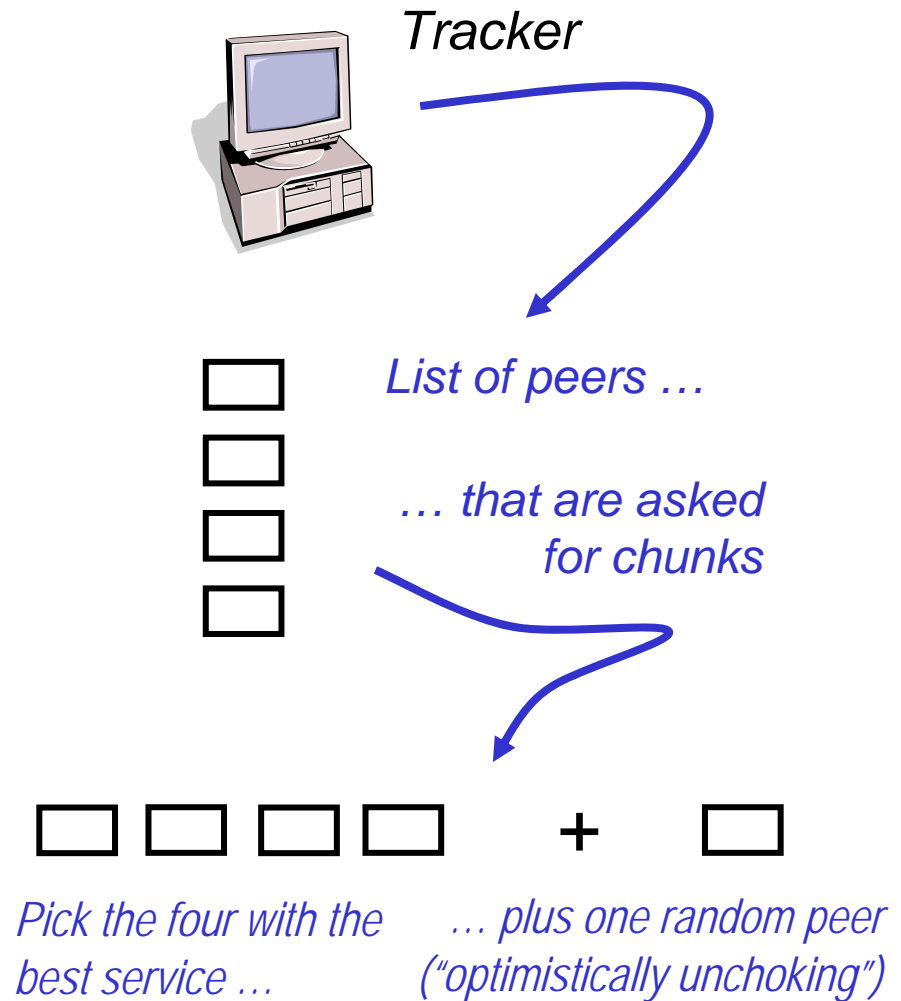 Tracker
List of peers …
… that are asked
for chunks
+
Pick the four with the
best service …
… plus one random peer
("optimistically unchoking")